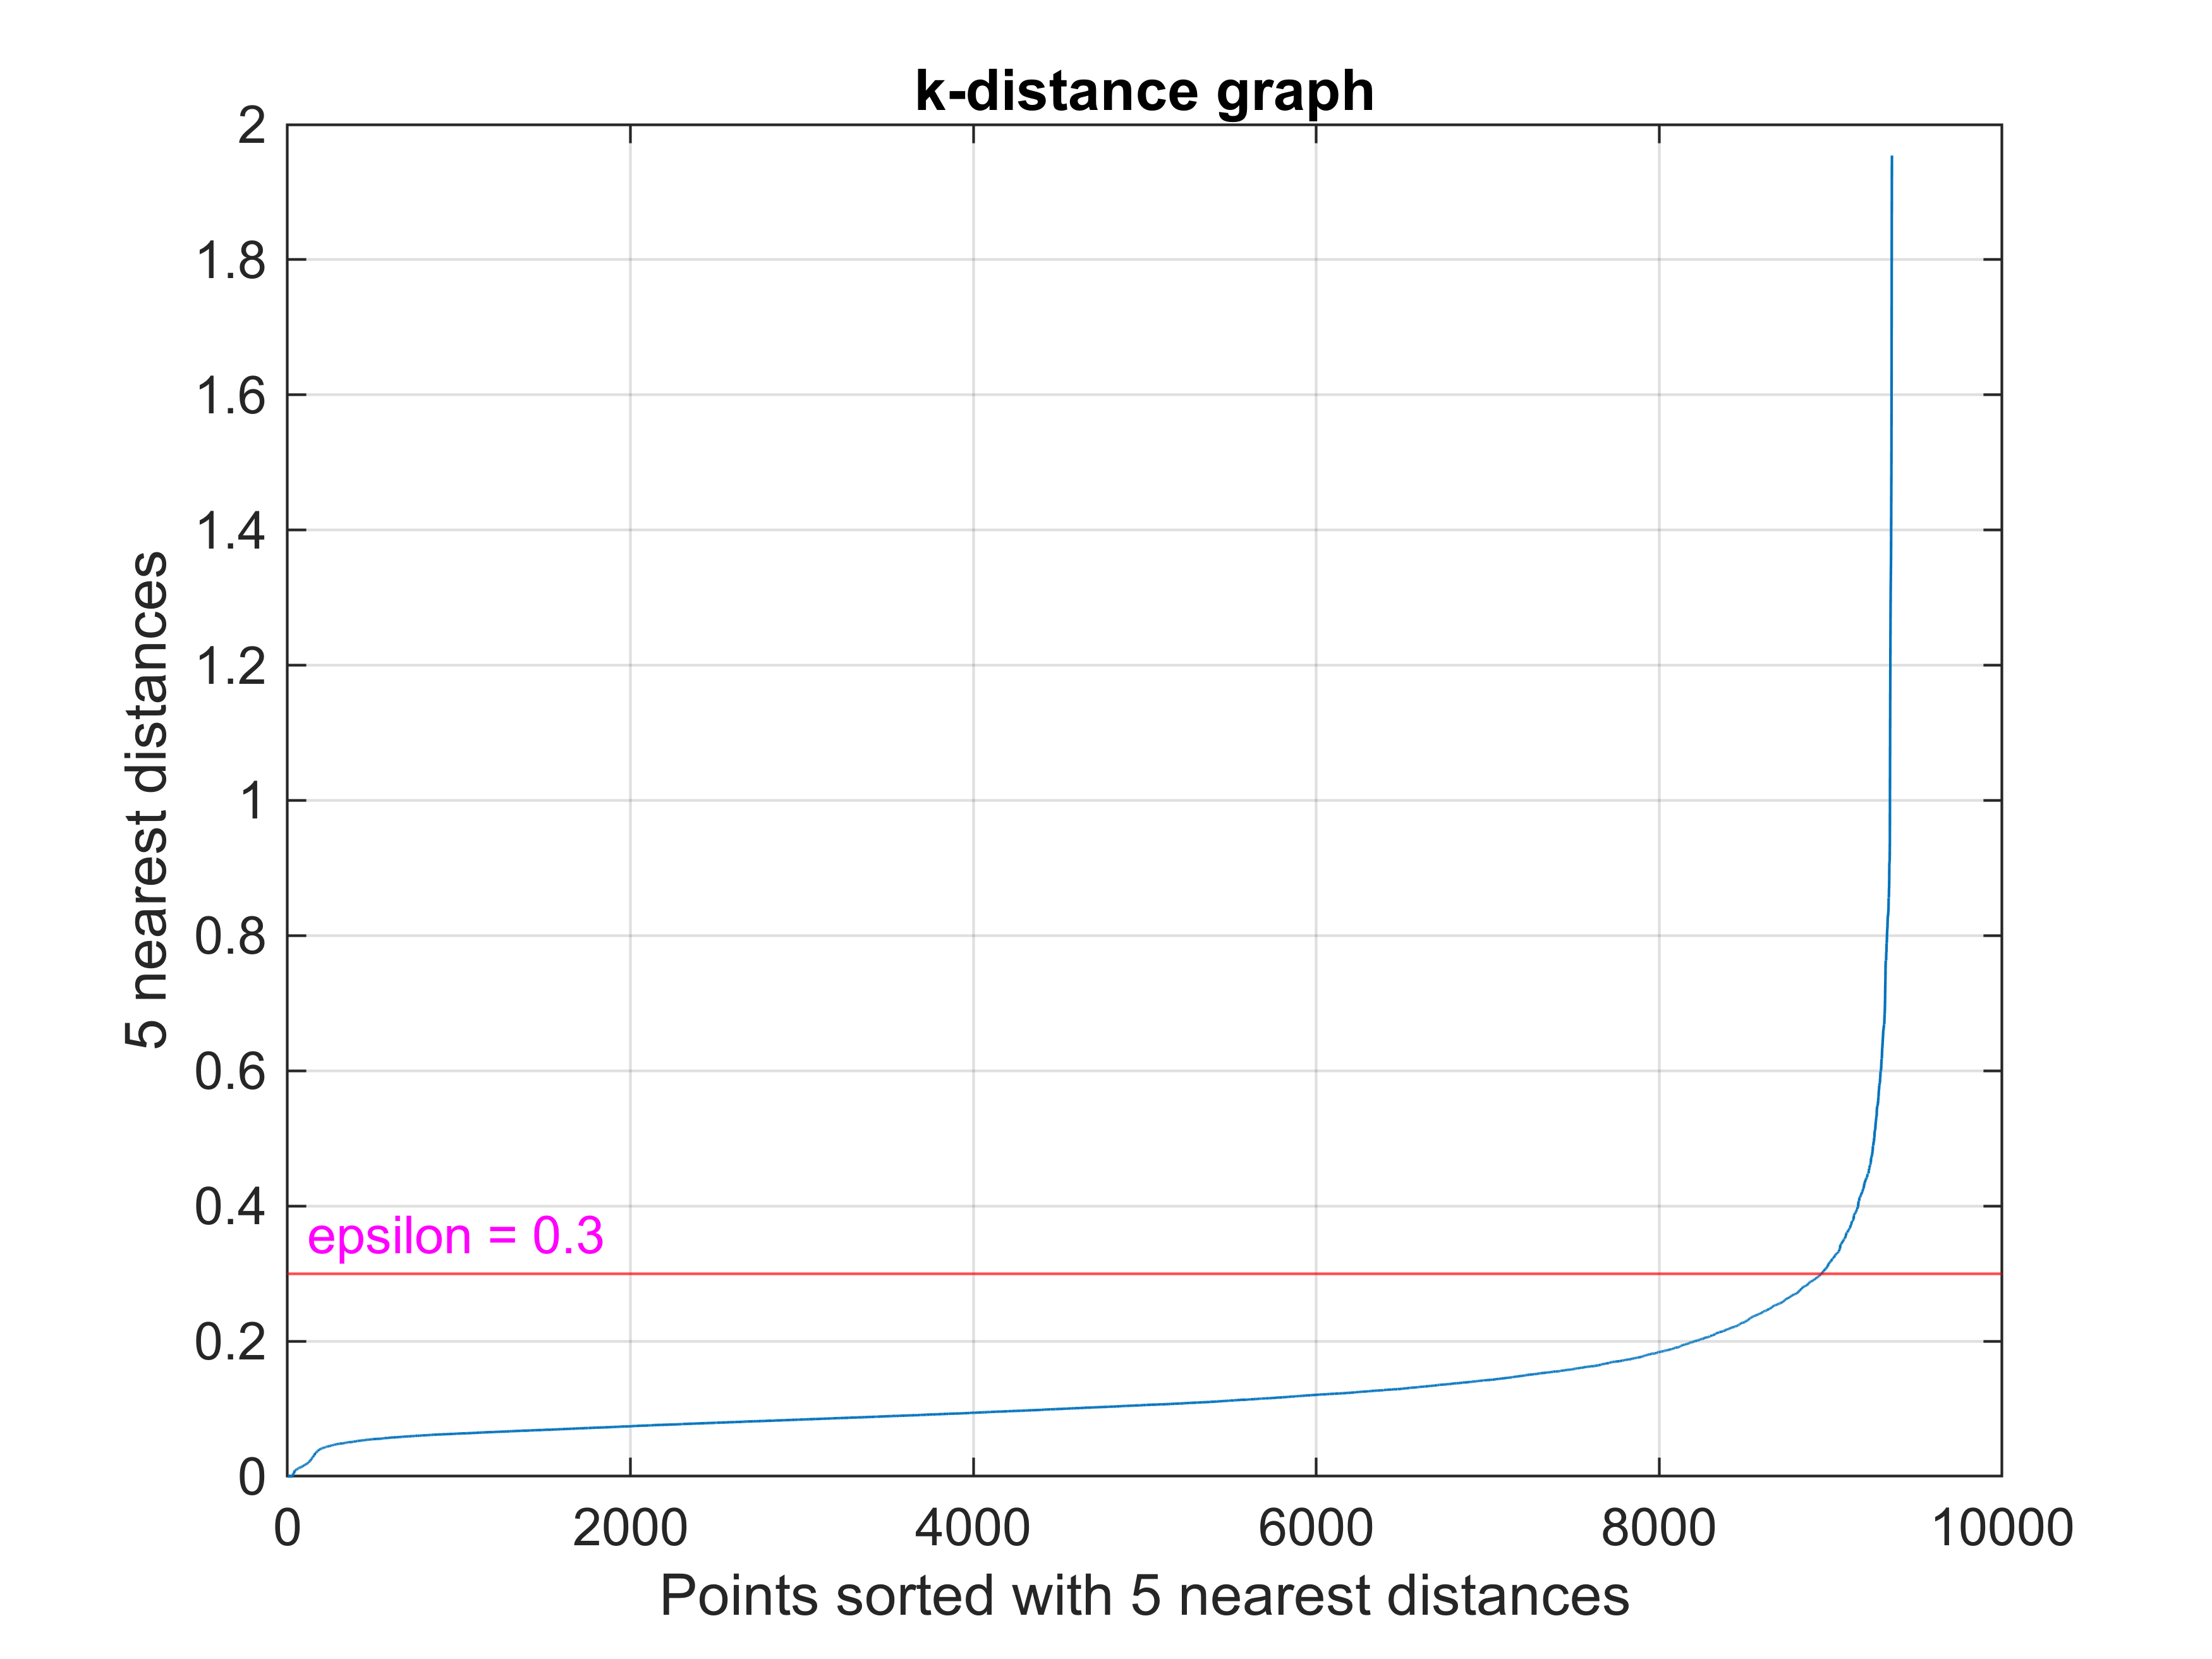 k-distance graph
2
1.8
1.6
1.4
1.2
1
0.8
0.6
0.4
0.2
0
5 nearest distances
epsilon = 0.3
0 2000 4000 6000 8000 10000
Points sorted with 5 nearest distances